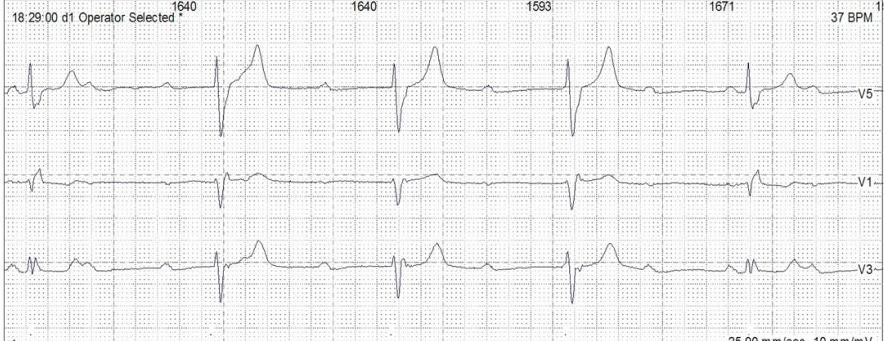 1640 1640 1593 1671
18:29:00 d1 Operator Selected * 37 BPM
V5
V1
V3
25.00 mm/sec 10 mm/mV